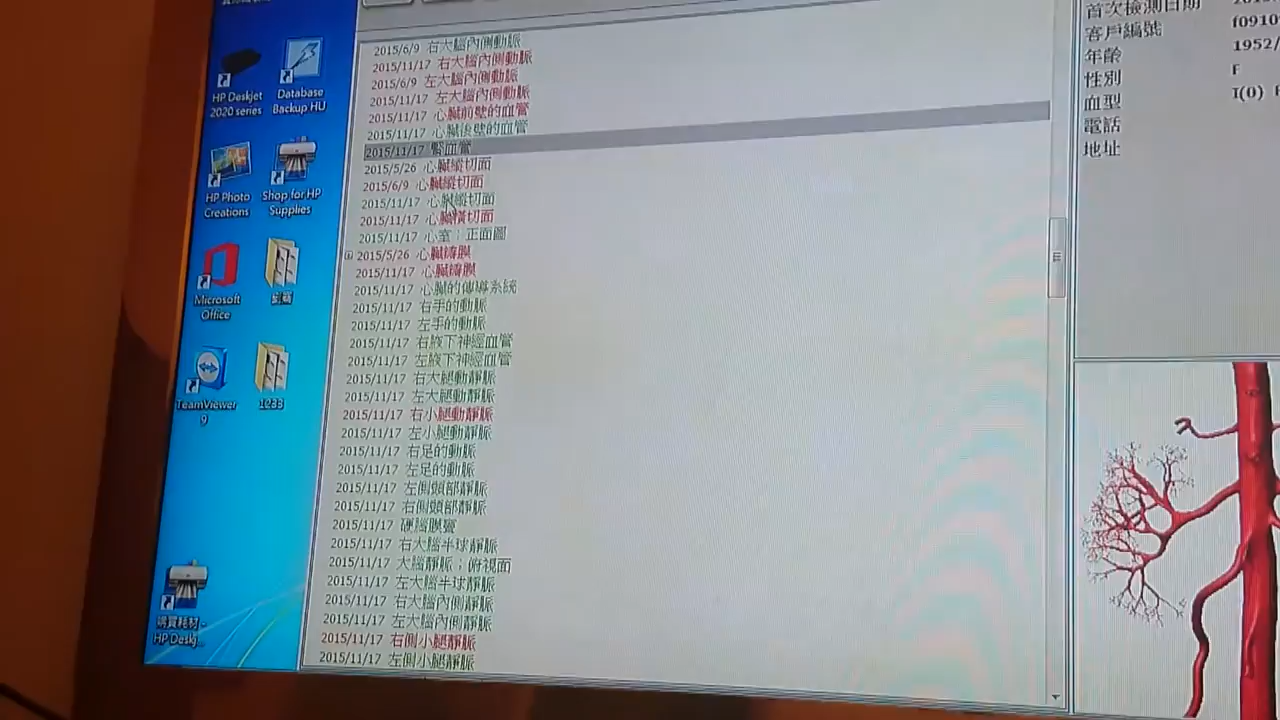 首次檢測日期
客戶編號 f0910
年齡 1952/
性別 F
血型 I(0)
電話
地址
HP Deskjet
2020 series
Database
Backup HU
HP Photo
Creations
Shop for HP
Supplies
Microsoft
Office
TeamViewer
9
1233
購買耗材 -
HP Deskj...
2015/6/9 右大腦內側動脈
2015/11/17 右大腦內側動脈
2015/6/9 左大腦內側動脈
2015/11/17 左大腦內側動脈
2015/11/17 心臟前壁的血管
2015/11/17 心臟後壁的血管
2015/11/17 腎血管
2015/5/26 心臟縱切面
2015/6/9 心臟縱切面
2015/11/17 心臟縱切面
2015/11/17 心臟橫切面
2015/11/17 心室；正面圖
2015/5/26 心臟瓣膜
2015/11/17 心臟瓣膜
2015/11/17 心臟的傳導系統
2015/11/17 右手的動脈
2015/11/17 左手的動脈
2015/11/17 右腋下神經血管
2015/11/17 左腋下神經血管
2015/11/17 右大腿動靜脈
2015/11/17 左大腿動靜脈
2015/11/17 右小腿動靜脈
2015/11/17 左小腿動靜脈
2015/11/17 右足的動脈
2015/11/17 左足的動脈
2015/11/17 左側頭部靜脈
2015/11/17 右側頭部靜脈
2015/11/17 硬腦膜竇
2015/11/17 右大腦半球靜脈
2015/11/17 大腦靜脈；俯視面
2015/11/17 左大腦半球靜脈
2015/11/17 右大腦內側靜脈
2015/11/17 左大腦內側靜脈
2015/11/17 右側小腿靜脈
2015/11/17 左側小腿靜脈